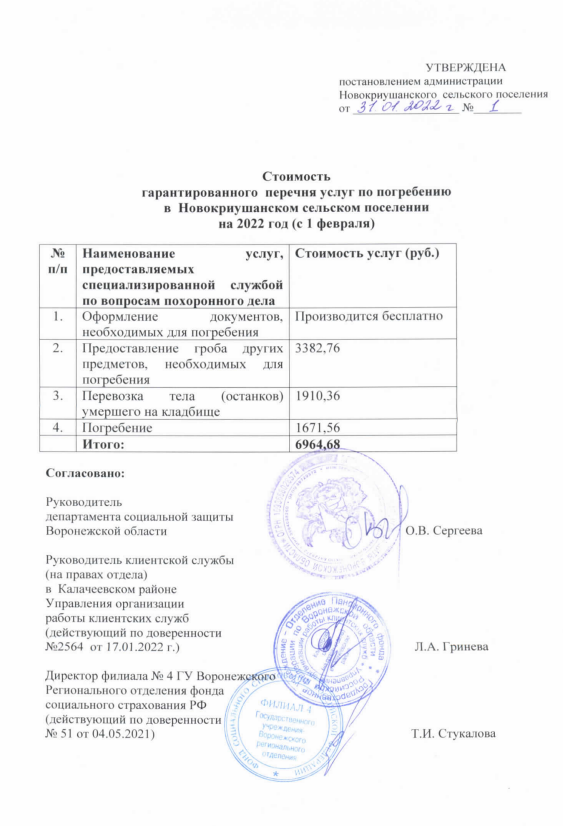 УТВЕРЖДЕНА
постановлением администрации
Новокриушанского сельского поселения
от 31.01.2022 г №1
Стоимость
гарантированного перечня услуг по погребению
в Новокриушанском сельском поселении
на 2022 год (с 1 февраля)
№ п/п Наименование услуг, предоставляемых специализированной службой по вопросам похоронного дела Стоимость услуг (руб.)
1. Оформление документов, необходимых для погребения Производится бесплатно
2. Предоставление гроба других предметов, необходимых для погребения 3382,76
3. Перевозка тела (останков) умершего на кладбище 1910,36
4. Погребение 1671,56
Итого: 6964,68
Согласовано:
Руководитель
департамента социальной защиты
Воронежской области О.В. Сергеева
Руководитель клиентской службы
(на правах отдела)
в Калачеевском районе
Управления организации
работы клиентских служб
(действующий по доверенности
№2564 от 17.01.2022 г.) Л.А. Гринева
Директор филиала № 4 ГУ Воронежского
Регионального отделения фонда
социального страхования РФ
(действующий по доверенности
№ 51 от 04.05.2021) Т.И. Стукалова
ФИЛИАЛ 4
Государственного
учреждения-
Воронежского
регионального
отделения